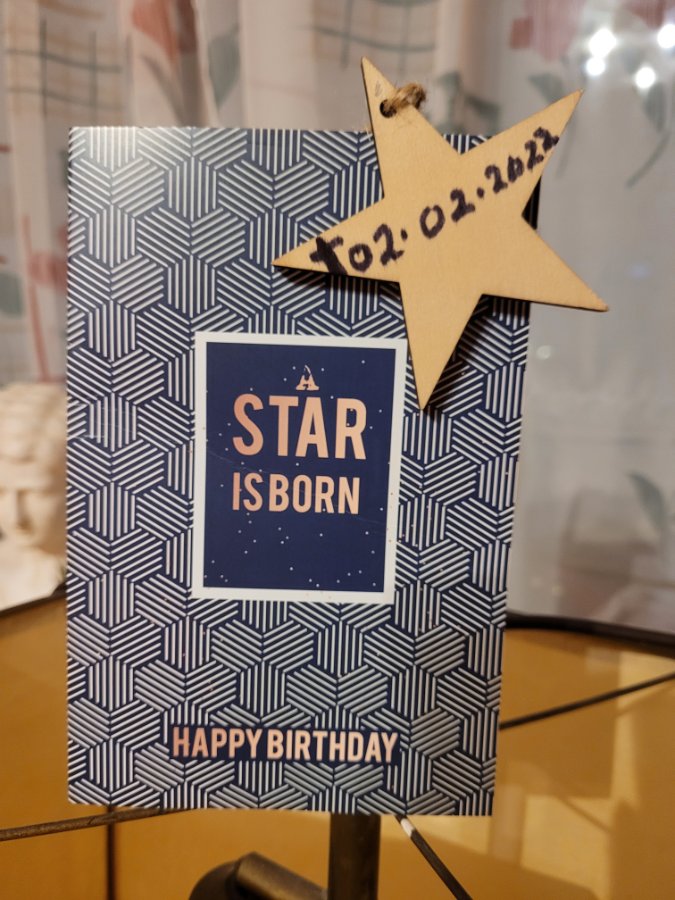 †02.02.2022
A
STAR
IS BORN
HAPPY BIRTHDAY